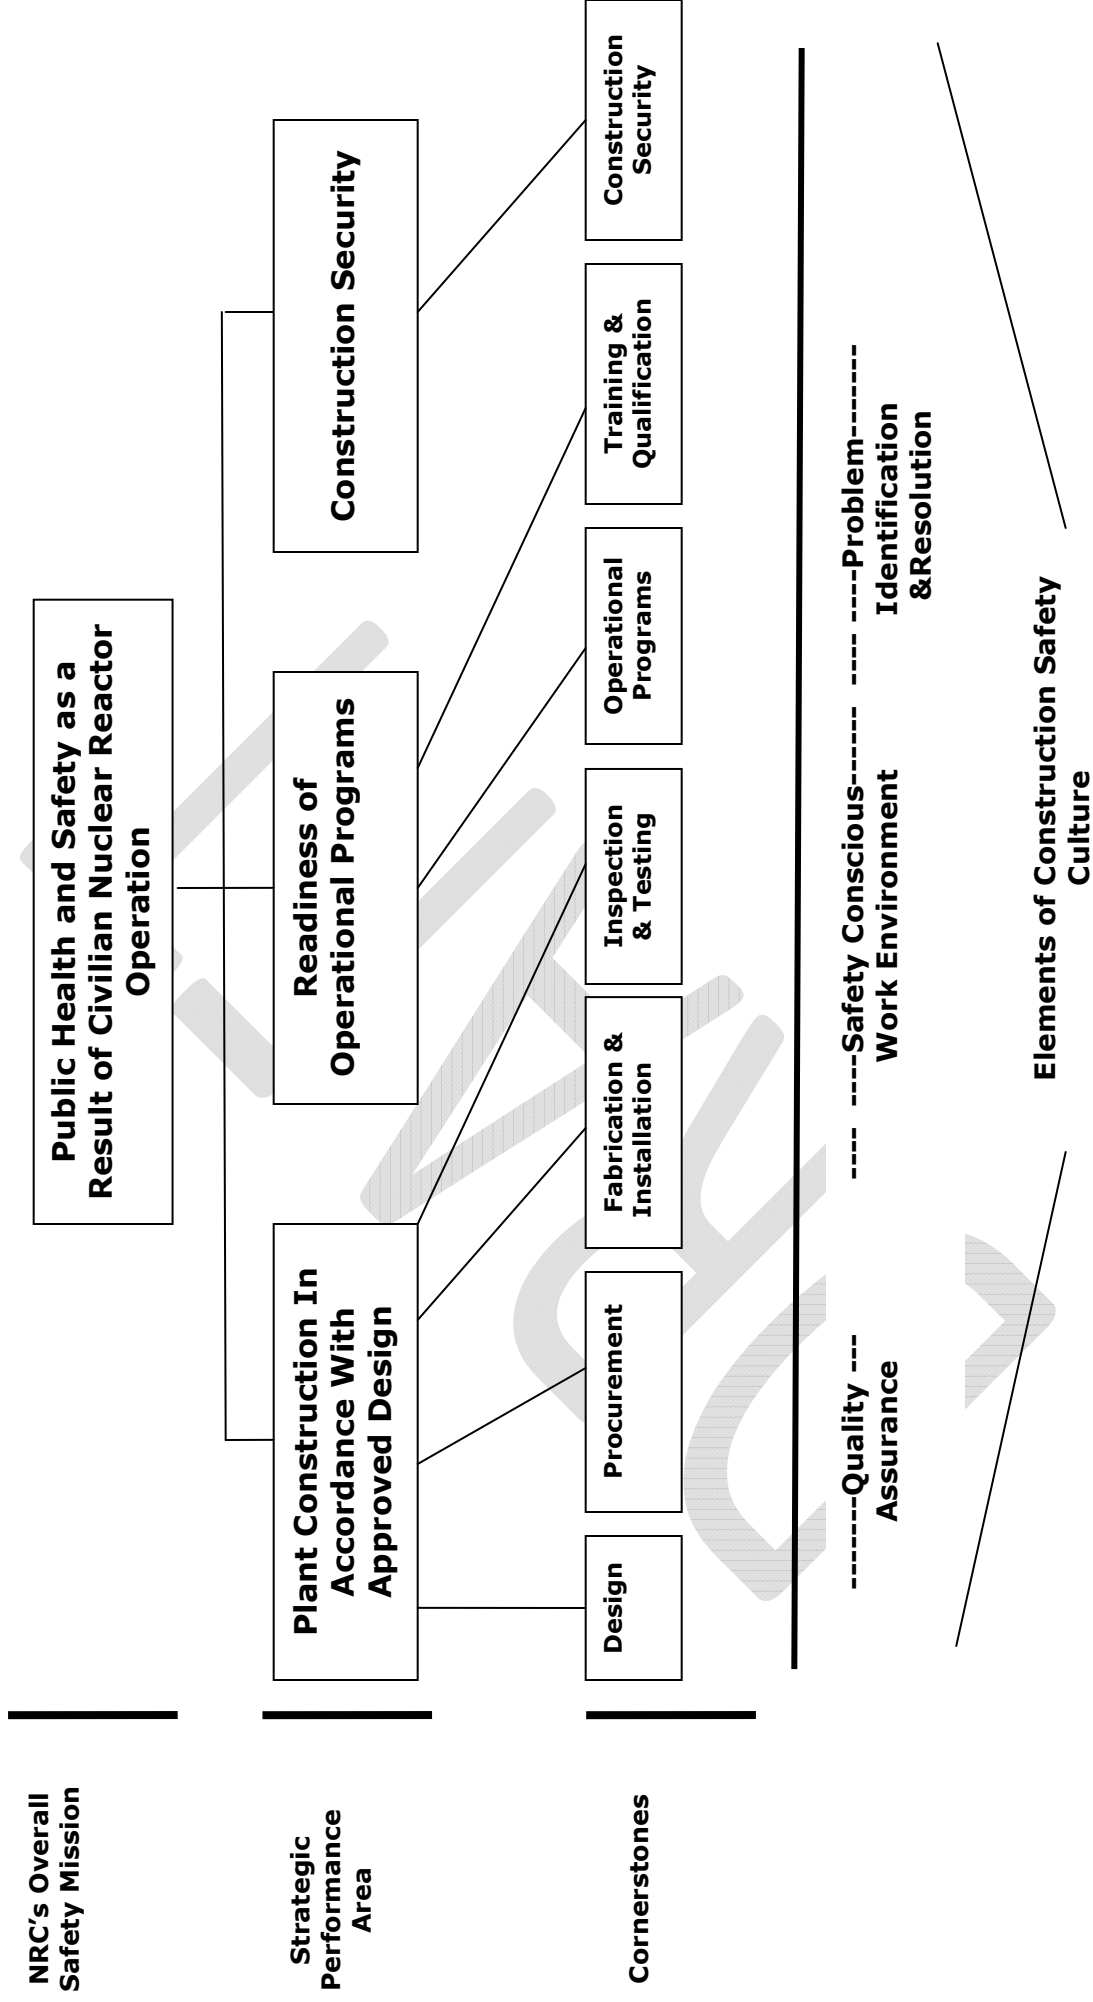 NRC’s Overall
Safety Mission
Public Health and Safety as a
Result of Civilian Nuclear Reactor
Operation
Strategic
Performance
Area
Plant Construction In
Accordance With
Approved Design
Readiness of
Operational Programs
Construction Security
Cornerstones
Design
Procurement
Fabrication &
Installation
Inspection
& Testing
Operational
Programs
Training &
Qualification
Construction
Security
--------Quality ----
Assurance
---- -----Safety Conscious------
Work Environment
---- -----Problem-------
Identification
&Resolution
Elements of Construction Safety
Culture
DRAFT